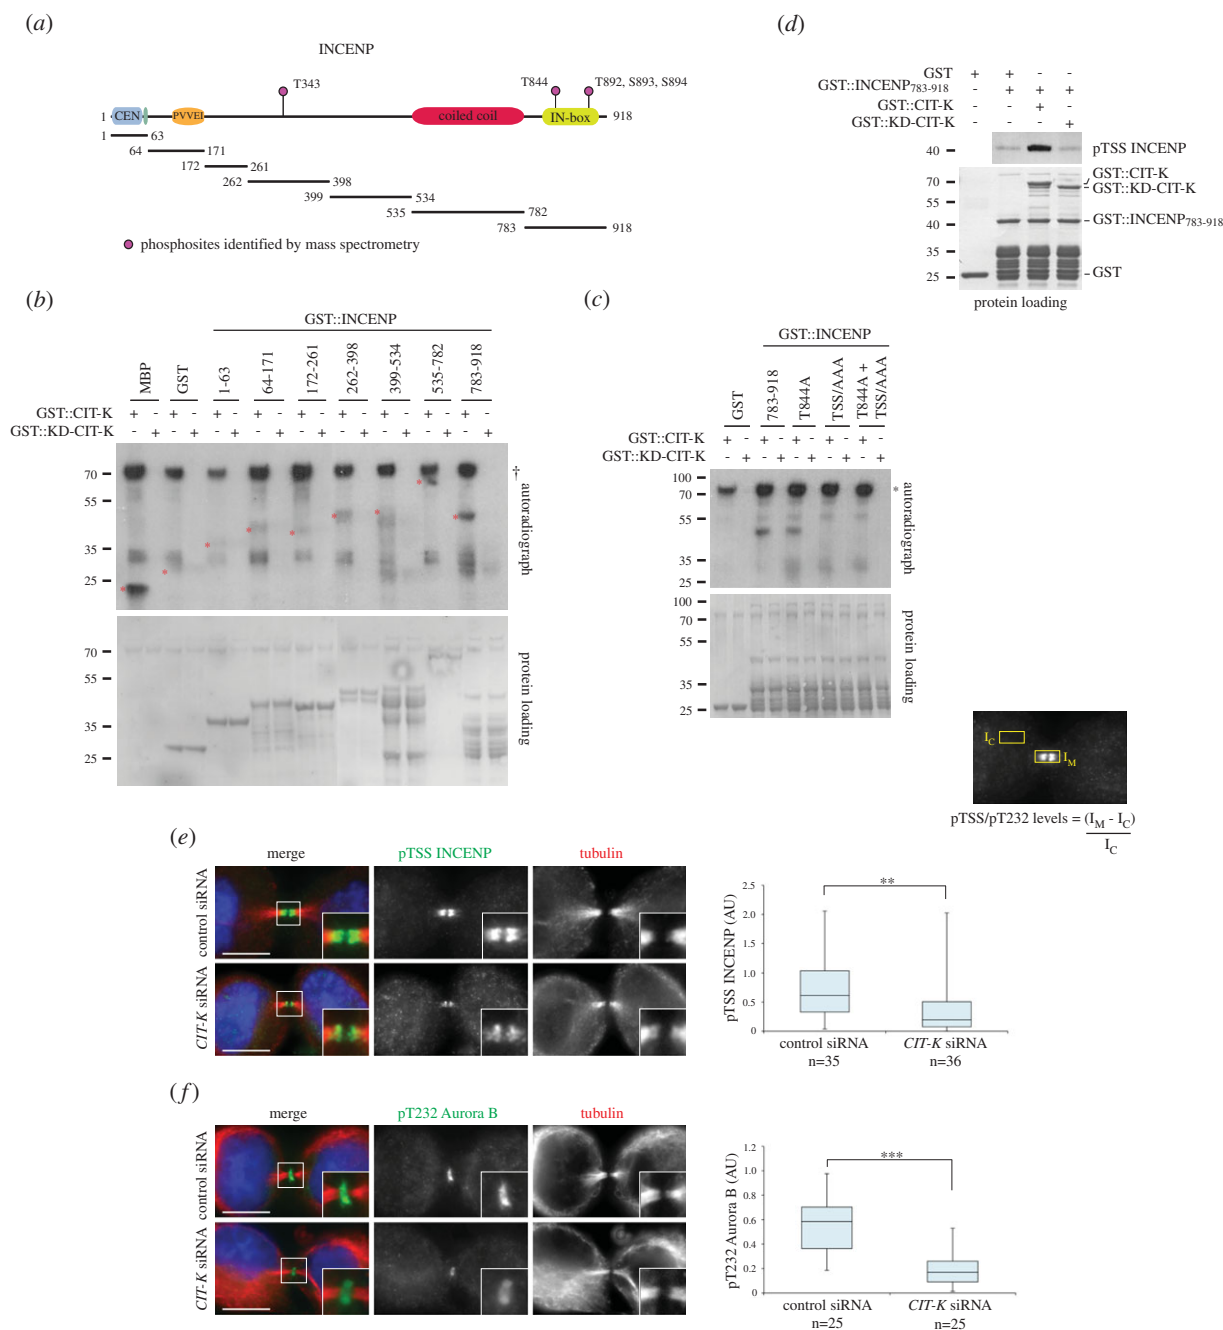 (a)
INCENP
T343
T844
T892, S893, S894
1
CEN
PVVEI
coiled coil
IN-box
918
1
63
64
171
172
261
262
398
399
534
535
782
783
918
phosphosites identified by mass spectrometry
(b)
GST::INCENP
MBP
GST
1-63
64-171
172-261
262-398
399-534
535-782
783-918
GST::CIT-K + - + - + - + - + - + - + - + - + -
GST::KD-CIT-K - + - + - + - + - + - + - + - + - +
70
55
35
25
†
autoradiograph
70
55
35
25
protein loading
(c)
GST::INCENP
GST
783-918
T844A
TSS/AAA
T844A +
TSS/AAA
GST::CIT-K + - + - + - + - + -
GST::KD-CIT-K - + - + - + - + - +
100
70
55
35
25
*
autoradiograph
100
70
55
35
25
protein loading
(d)
GST + + - -
GST::INCENP783-918 - + + +
GST::CIT-K - - + -
GST::KD-CIT-K - - - +
40
pTSS INCENP
70
55
40
35
25
GST::CIT-K
GST::KD-CIT-K
GST::INCENP783-918
GST
protein loading
IC
IM
pTSS/pT232 levels = (IM - IC)
IC
(e)
merge
pTSS INCENP
tubulin
control siRNA
CIT-K siRNA
pTSS INCENP (AU)
2.5
2.0
1.5
1.0
0.5
0
**
control siRNA
n=35
CIT-K siRNA
n=36
(f)
merge
pT232 Aurora B
tubulin
control siRNA
CIT-K siRNA
pT232 Aurora B (AU)
1.2
1.0
0.8
0.6
0.4
0.2
0
***
control siRNA
n=25
CIT-K siRNA
n=25